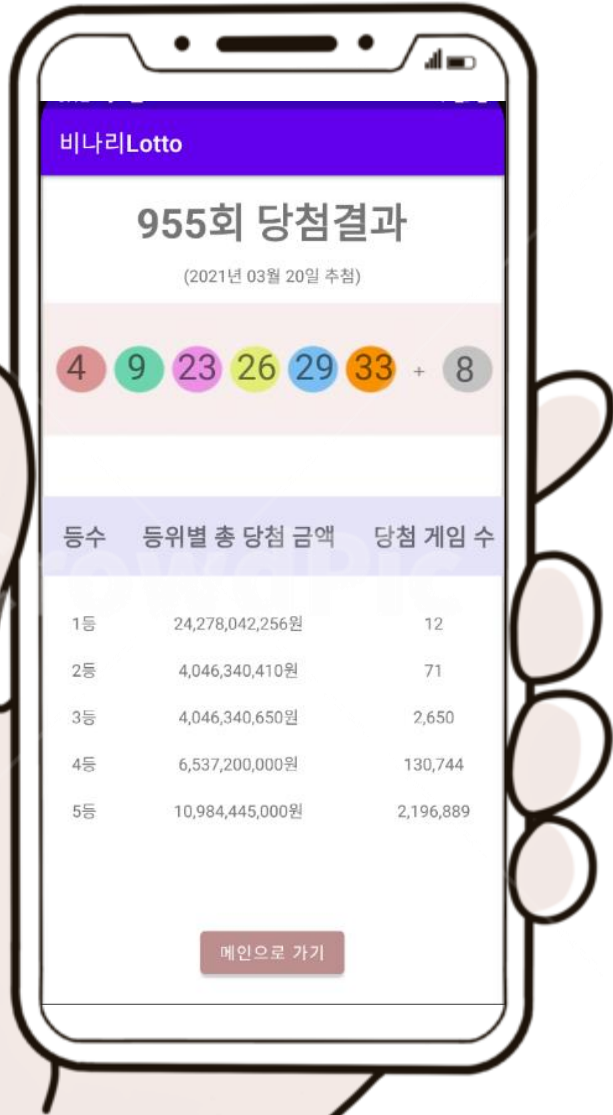 비나리Lotto
955회 당첨결과
(2021년 03월 20일 추첨)
4 9 23 26 29 33 + 8
등수 등위별 총 당첨 금액 당첨 게임 수
1등 24,278,042,256원 12
2등 4,046,340,410원 71
3등 4,046,340,650원 2,650
4등 6,537,200,000원 130,744
5등 10,984,445,000원 2,196,889
메인으로 가기